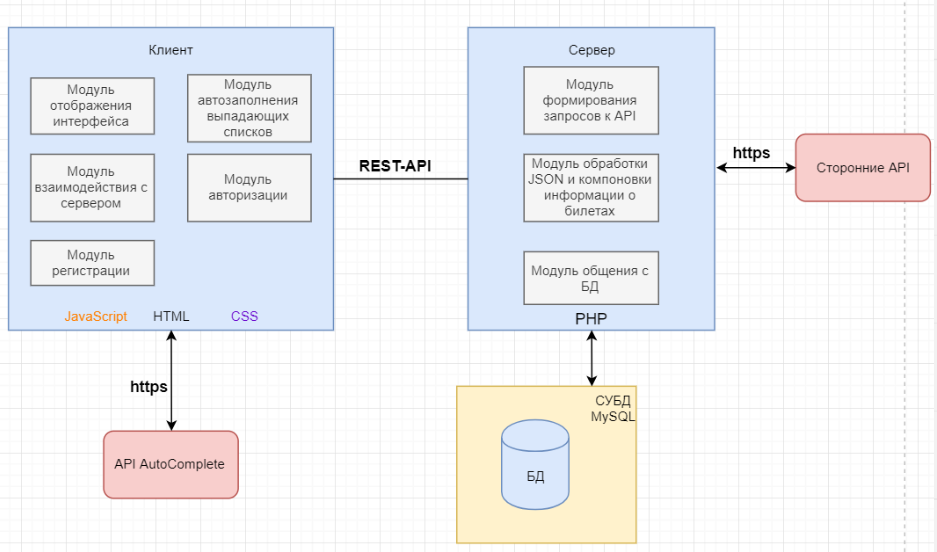 Клиент
Модуль
отображения
интерфейса
Модуль
автозаполнения
выпадающих
списков
Модуль
взаимодействия с
сервером
Модуль
авторизации
Модуль
регистрации
JavaScript HTML CSS
REST-API
Сервер
Модуль
формирования
запросов к API
Модуль обработки
JSON и компоновки
информации о
билетах
Модуль общения с
БД
PHP
https
Сторонние API
https
API AutoComplete
СУБД
MySQL
БД